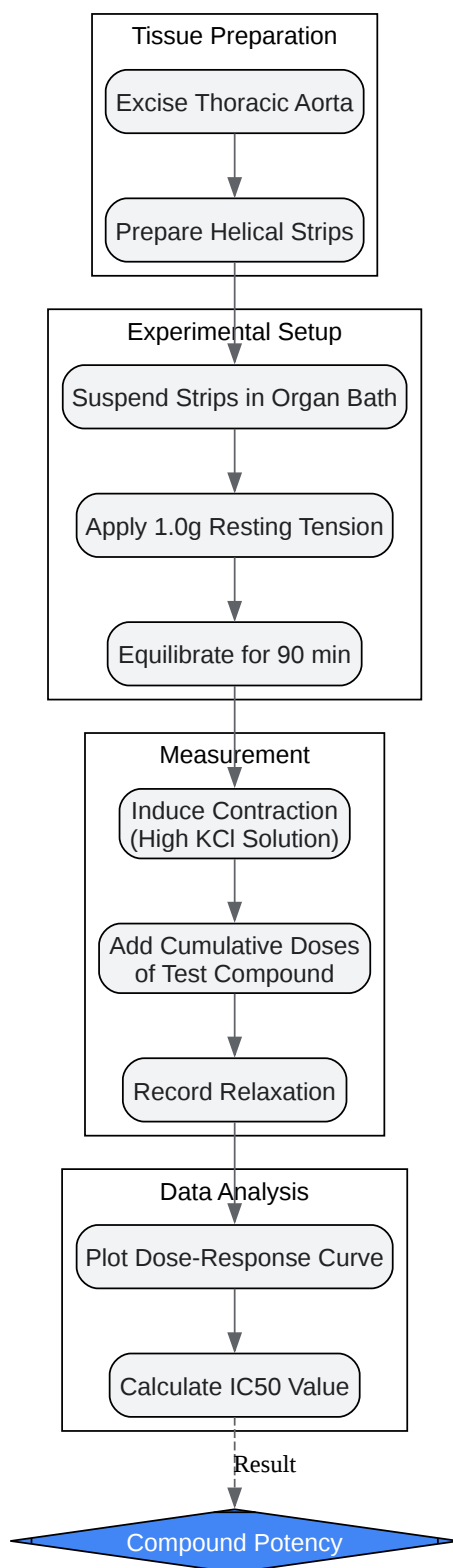 Tissue Preparation
Excise Thoracic Aorta
Prepare Helical Strips
Experimental Setup
Suspend Strips in Organ Bath
Apply 1.0g Resting Tension
Equilibrate for 90 min
Measurement
Induce Contraction
(High KCl Solution)
Add Cumulative Doses
of Test Compound
Record Relaxation
Data Analysis
Plot Dose-Response Curve
Calculate IC50 Value
Result
Compound Potency